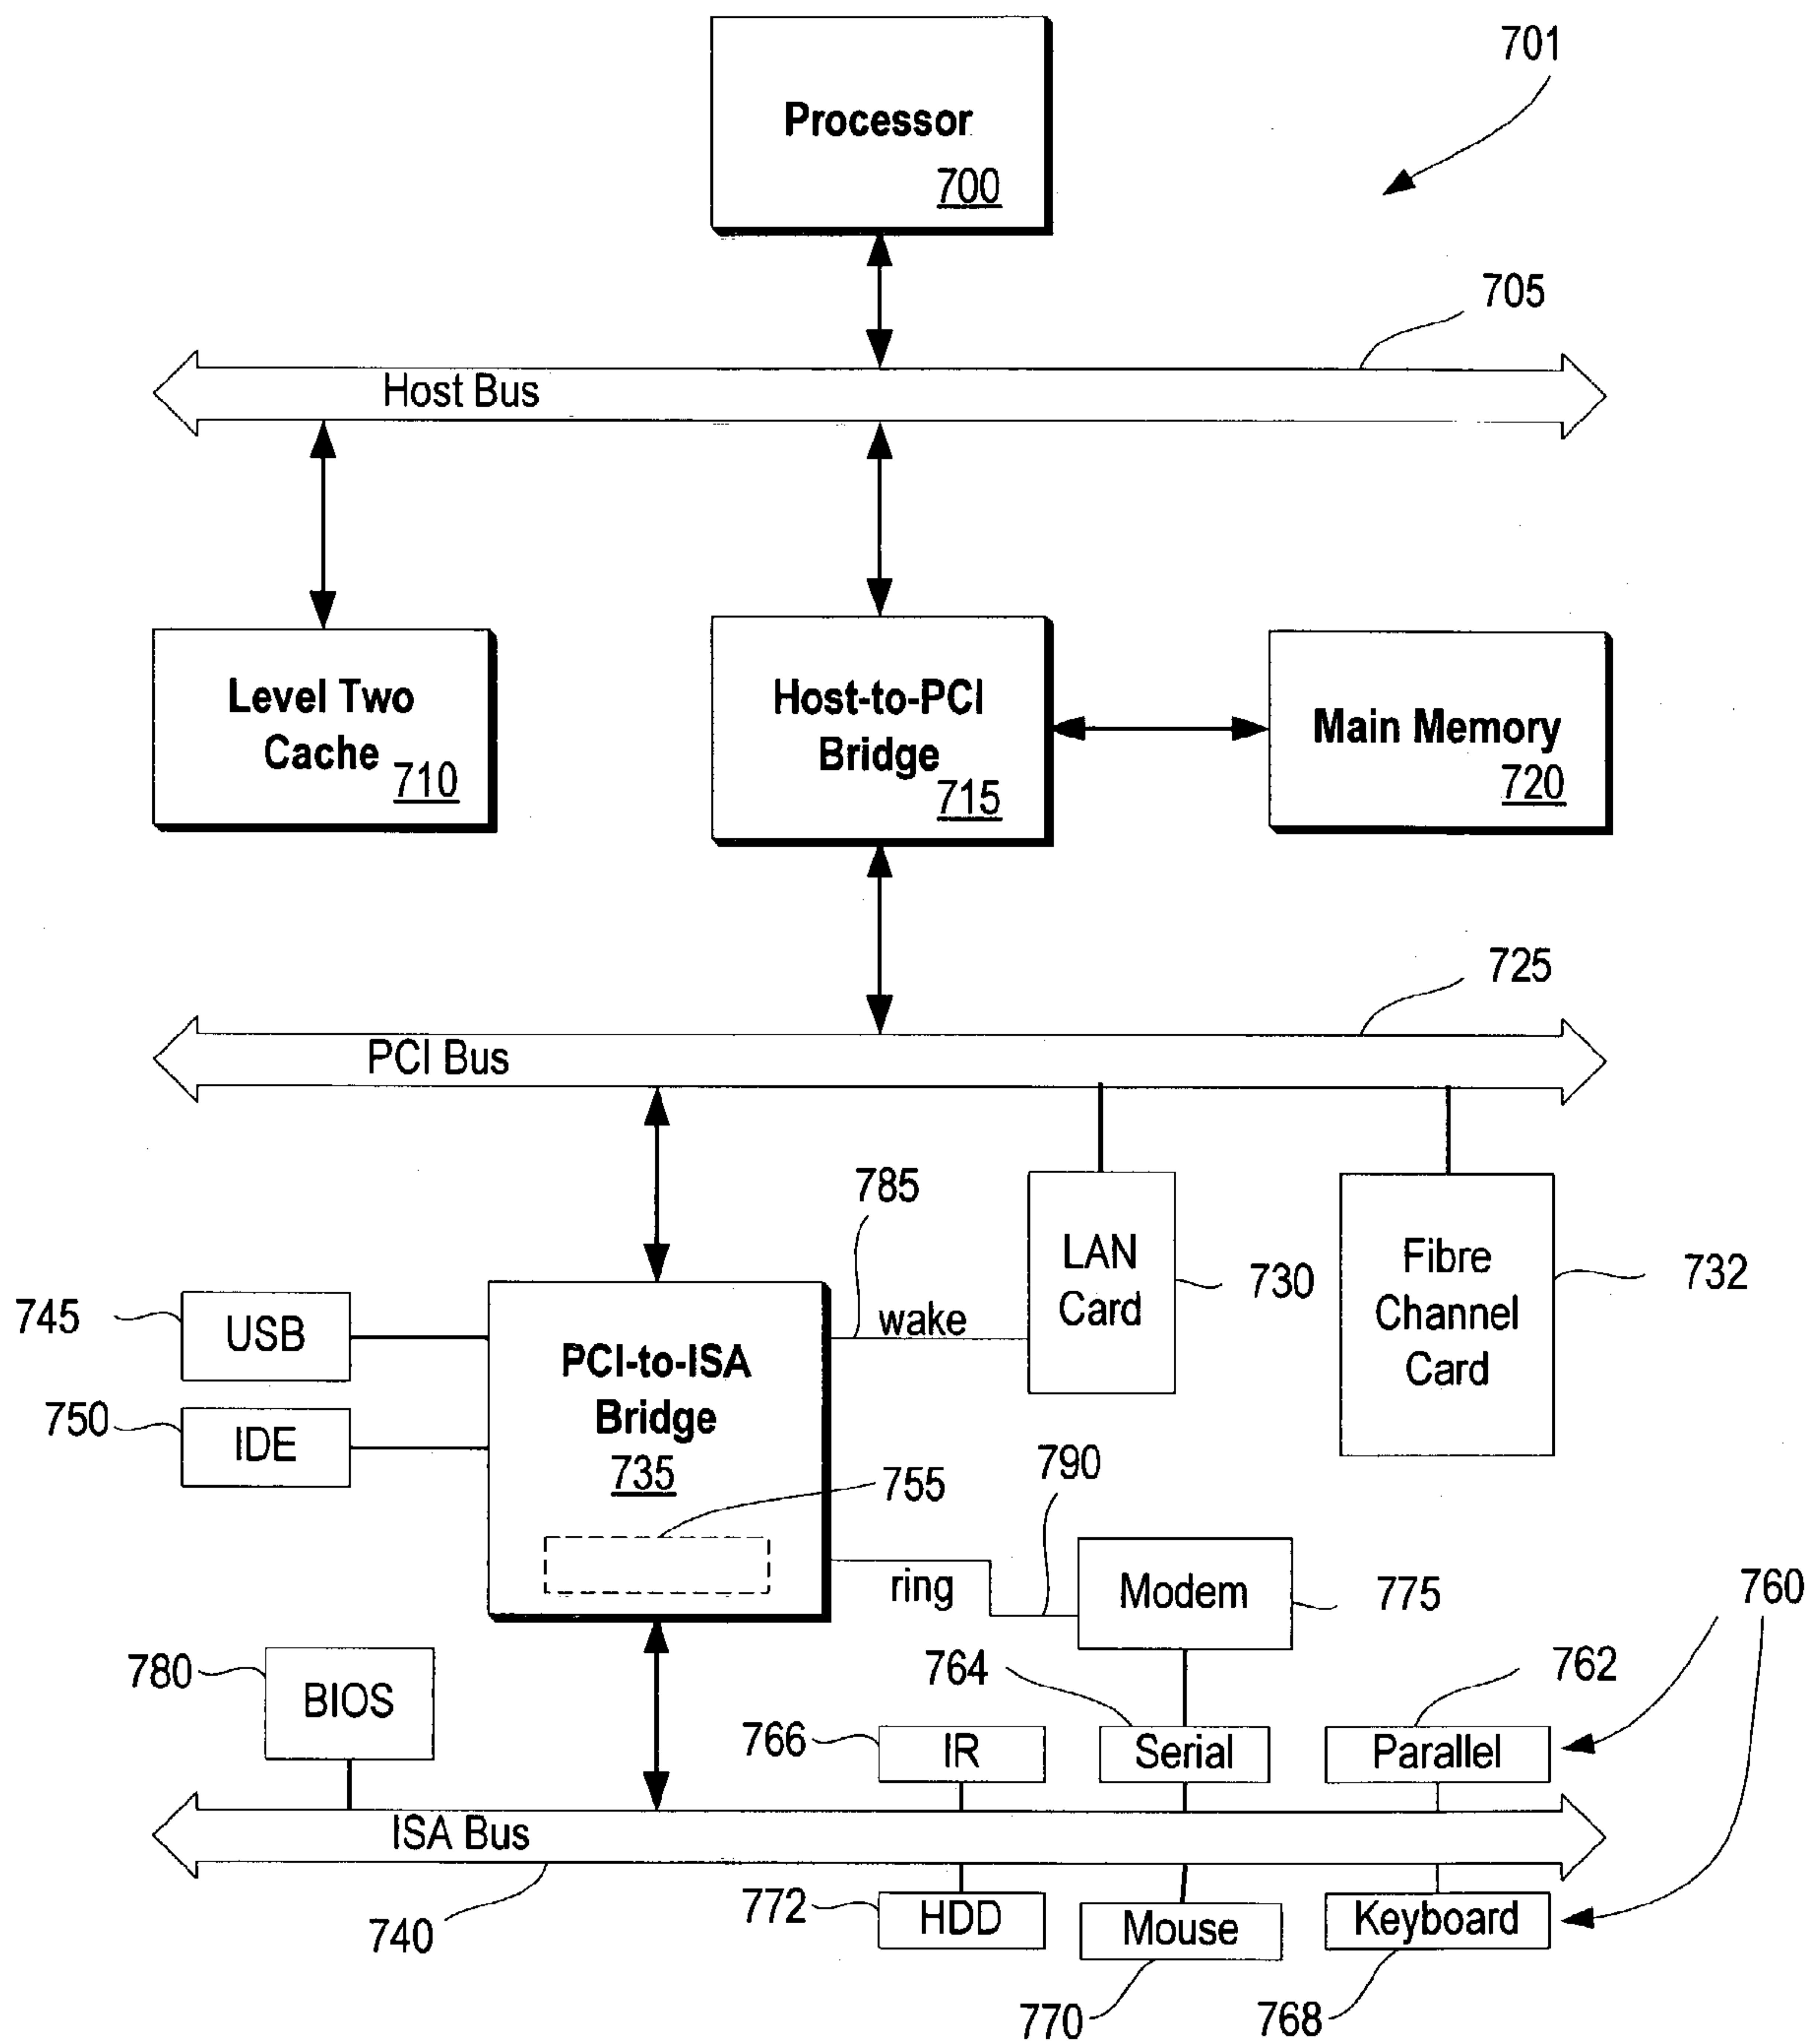 701
Processor
700
705
Host Bus
Level Two
Cache
710
Host-to-PCI
Bridge
715
Main Memory
720
725
PCI Bus
785
LAN
Card
730
Fibre
Channel
Card
732
745
USB
wake
PCI-to-ISA
Bridge
735
750
IDE
755
790
ring
Modem
775
760
780
BIOS
764
762
766
IR
Serial
Parallel
ISA Bus
740
772
HDD
Mouse
Keyboard
770
768